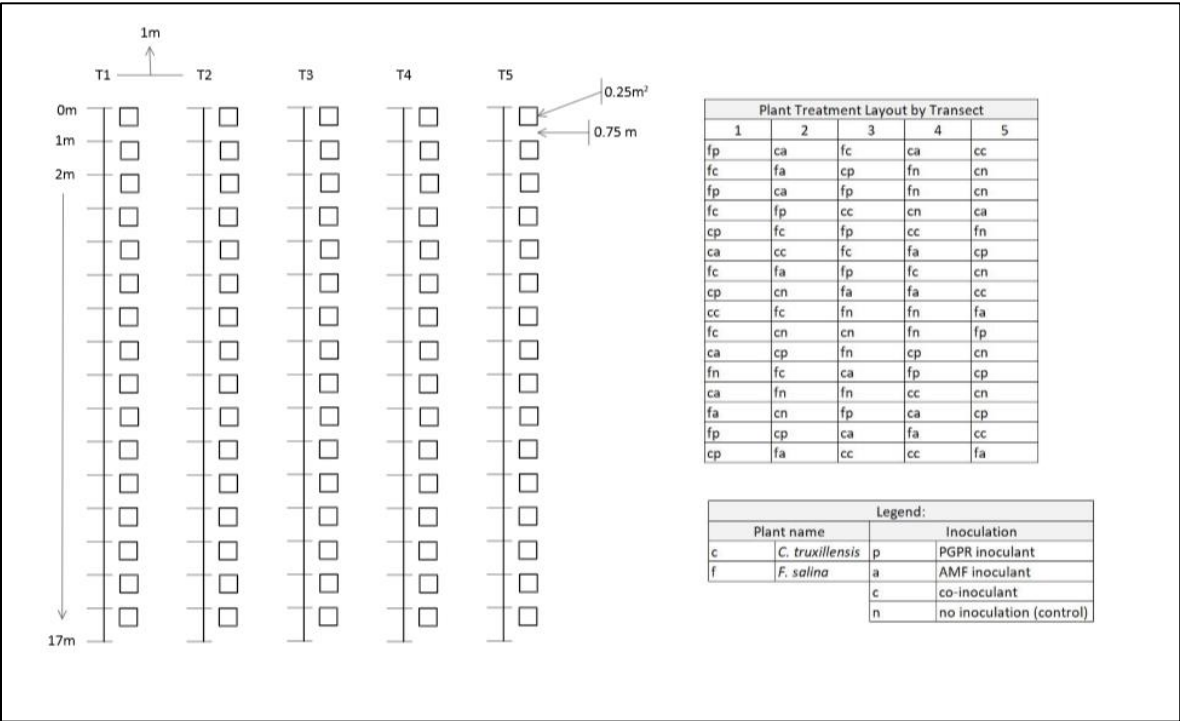 1m
T1 T2 T3 T4 T5
0m
1m
2m
17m
0.25m²
0.75 m
Plant Treatment Layout by Transect
1 2 3 4 5
fp ca fc ca cc
fc fa cp fn cn
fp ca fp fn cn
fc fp cc cn ca
cp fc fp cc fn
ca cc fc fa cp
fc fa fp fc cn
cp cn fa fa cc
cc fc fn fn fa
fc cn cn fn fp
ca cp fn cp cn
fn fc ca fp cp
ca fn fn cc cn
fa cn fp ca cp
fp cp ca fa cc
cp fa cc cc fa
Legend:
Plant name Inoculation
c C. truxillensis p PGPR inoculant
f F. salina a AMF inoculant
c co-inoculant
n no inoculation (control)